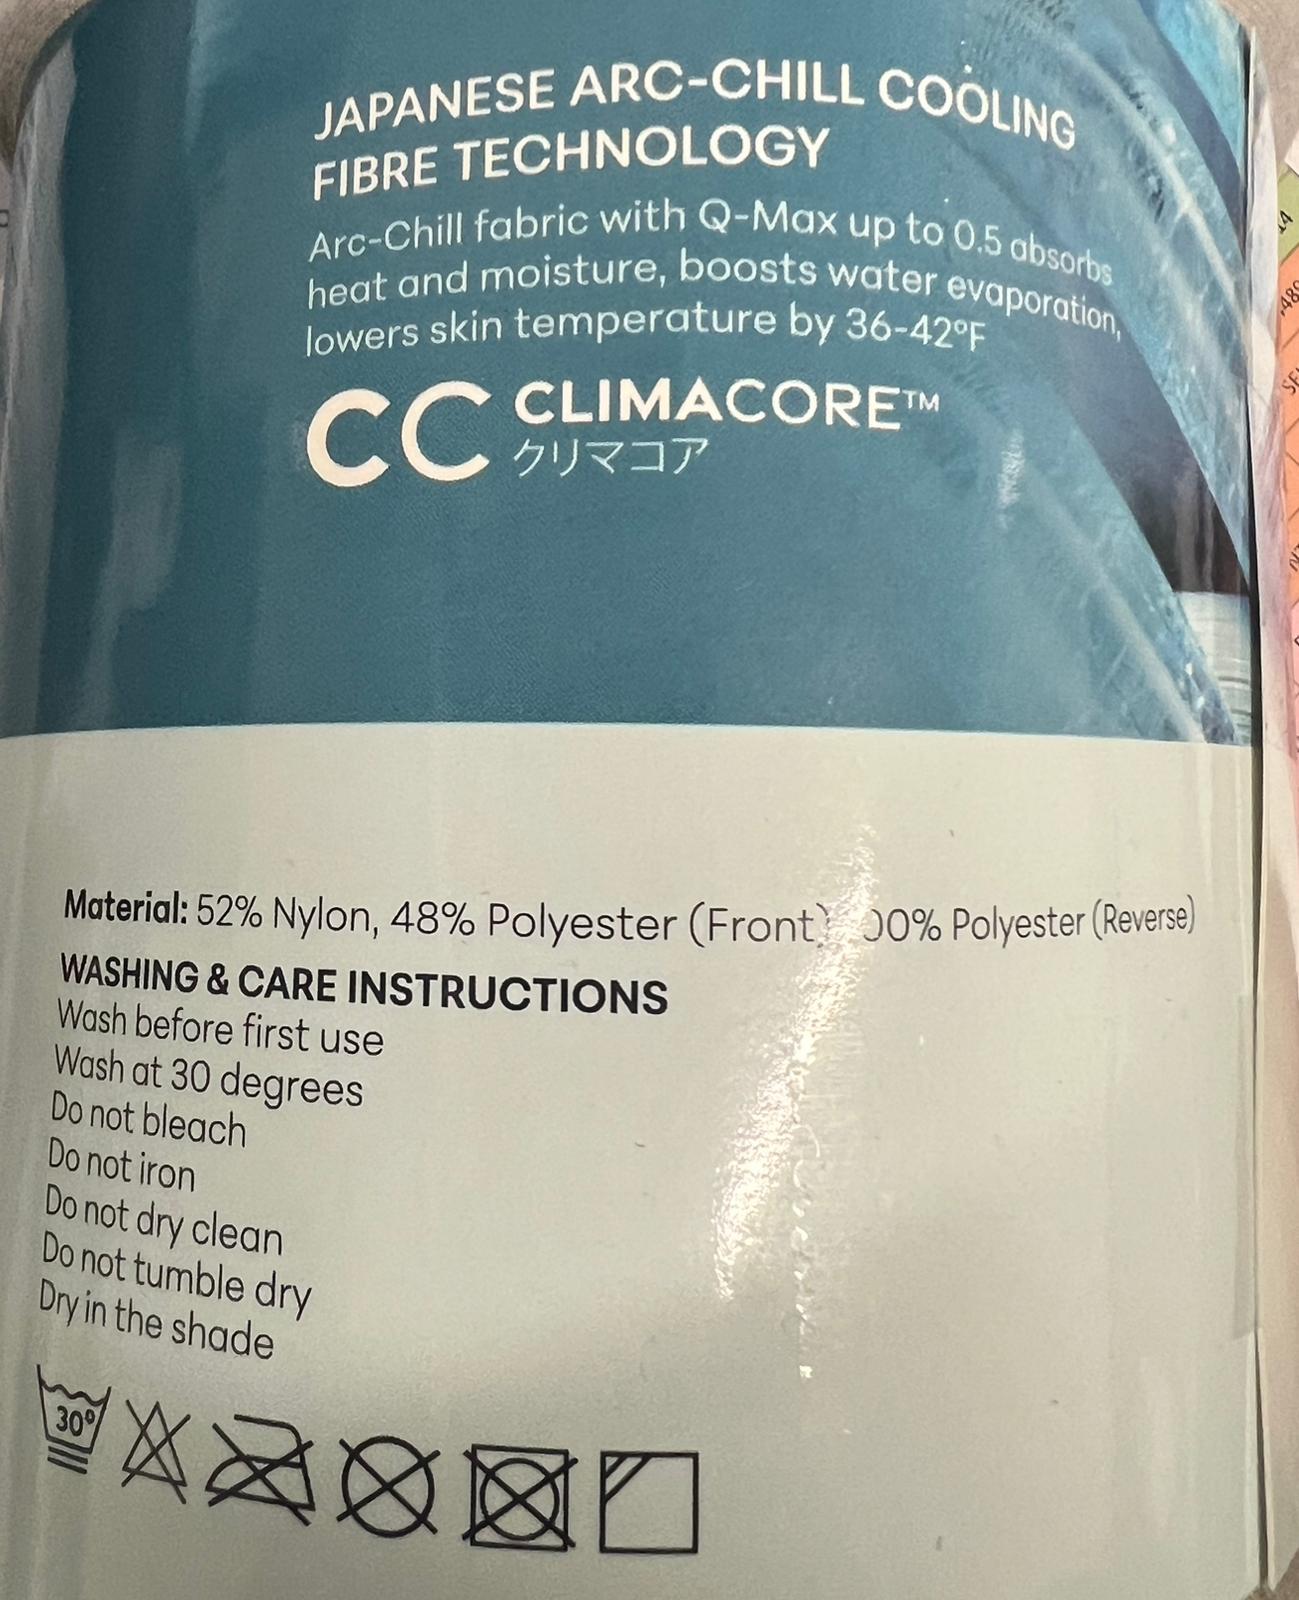 JAPANESE ARC-CHILL COOLING
FIBRE TECHNOLOGY
Arc-Chill fabric with Q-Max up to 0.5 absorbs
heat and moisture, boosts water evaporation,
lowers skin temperature by 36-42°F
CC CLIMACORE™
クリマコア
Material: 52% Nylon, 48% Polyester (Front) 00% Polyester (Reverse)
WASHING & CARE INSTRUCTIONS
Wash before first use
Wash at 30 degrees
Do not bleach
Do not iron
Do not dry clean
Do not tumble dry
Dry in the shade
30°